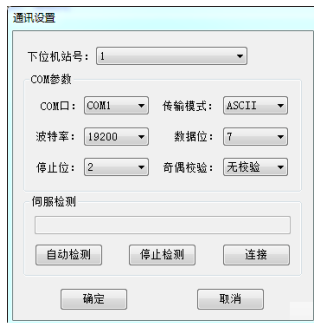 通讯设置
下位机站号： 1
COM参数
COM口： COM1 传输模式： ASCII
波特率： 19200 数据位： 7
停止位： 2 奇偶校验： 无校验
伺服检测
自动检测 停止检测 连接
确定 取消